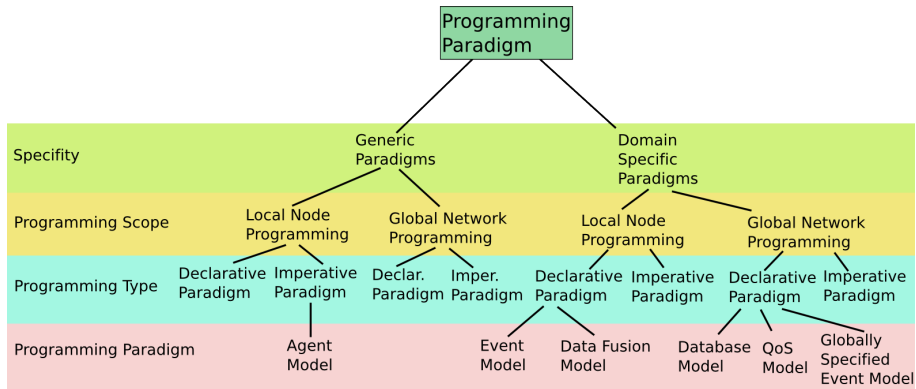 Programming
Paradigm
Specifity
Generic
Paradigms
Domain
Specific
Paradigms
Programming Scope
Local Node
Programming
Global Network
Programming
Local Node
Programming
Global Network
Programming
Programming Type
Declarative
Paradigm
Imperative
Paradigm
Declar.
Paradigm
Imper.
Paradigm
Declarative
Paradigm
Imperative
Paradigm
Declarative
Paradigm
Imperative
Paradigm
Programming Paradigm
Agent
Model
Event
Model
Data Fusion
Model
Database
Model
QoS
Model
Globally
Specified
Event Model